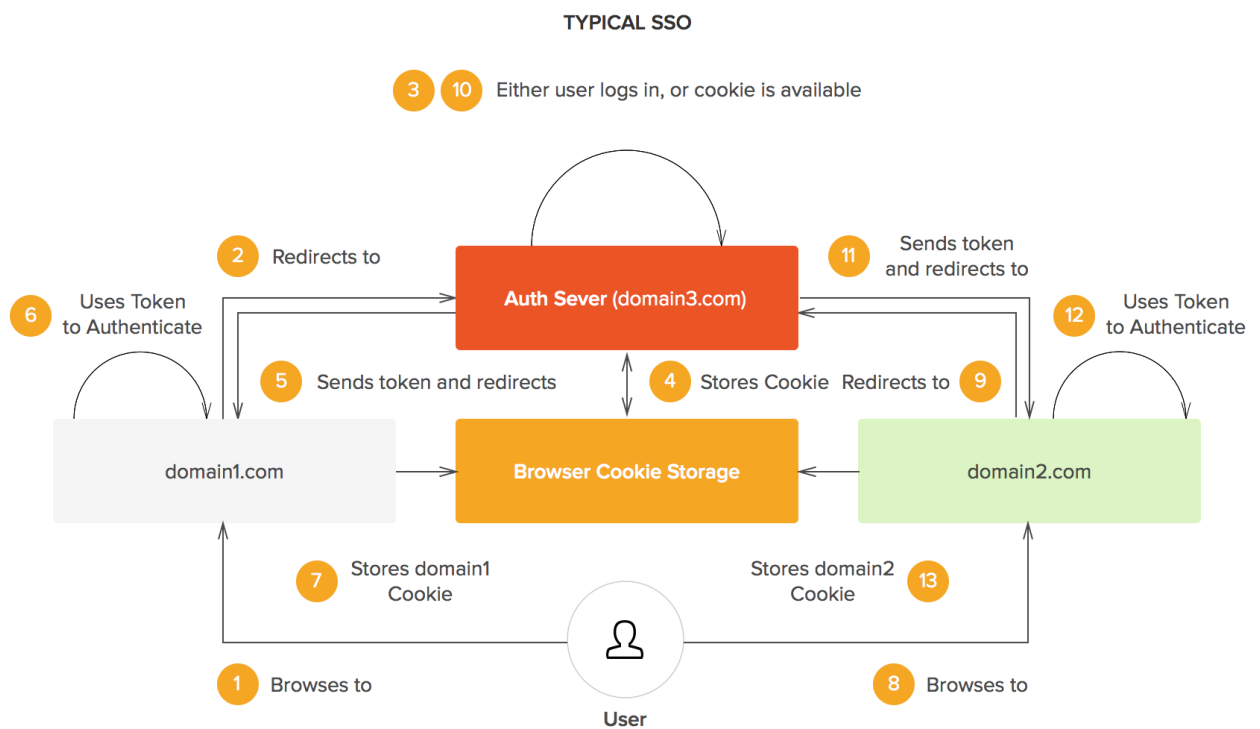 TYPICAL SSO
3 10 Either user logs in, or cookie is available
2 Redirects to
11 Sends token
and redirects to
6 Uses Token
to Authenticate
Auth Sever (domain3.com)
12 Uses Token
to Authenticate
5 Sends token and redirects
4 Stores Cookie
Redirects to 9
domain1.com
Browser Cookie Storage
domain2.com
7 Stores domain1
Cookie
Stores domain2
Cookie 13
1 Browses to
8 Browses to
User